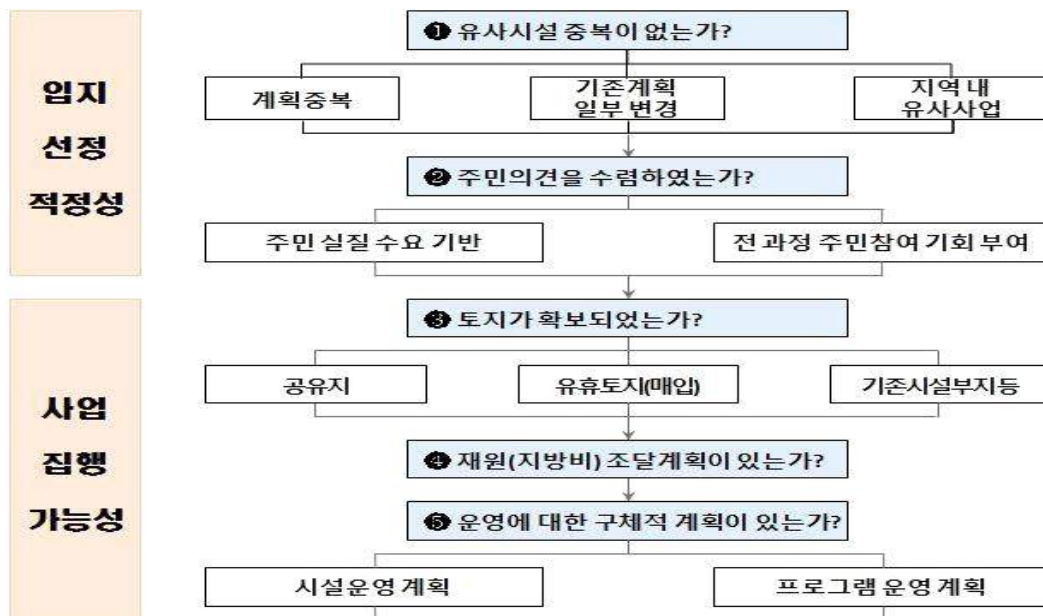 입지
선정
적정성
❶ 유사시설 중복이 없는가?
계획중복
기존계획
일부 변경
지역 내
유사사업
❷ 주민의견을 수렴하였는가?
주민 실질 수요 기반
전 과정 주민참여 기회 부여
사업
집행
가능성
❸ 토지가 확보되었는가?
공유지
유휴토지(매입)
기존시설부지등
❹ 재원(지방비) 조달계획이 있는가?
❺ 운영에 대한 구체적 계획이 있는가?
시설운영 계획
프로그램 운영 계획